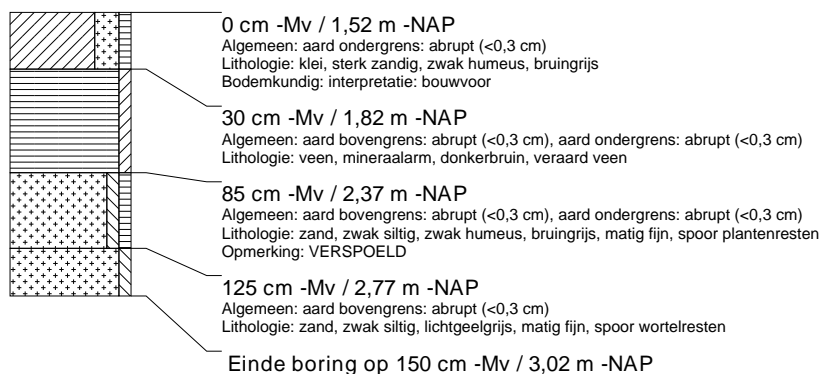 0 cm -Mv / 1,52 m -NAP
Algemeen: aard ondergrens: abrupt (<0,3 cm)
Lithologie: klei, sterk zandig, zwak humeus, bruingrijs
Bodemkundig: interpretatie: bouwvoor
30 cm -Mv / 1,82 m -NAP
Algemeen: aard bovengrens: abrupt (<0,3 cm), aard ondergrens: abrupt (<0,3 cm)
Lithologie: veen, mineraalarm, donkerbruin, veraard veen
85 cm -Mv / 2,37 m -NAP
Algemeen: aard bovengrens: abrupt (<0,3 cm), aard ondergrens: abrupt (<0,3 cm)
Lithologie: zand, zwak siltig, zwak humeus, bruingrijs, matig fijn, spoor plantenresten
Opmerking: VERSPOELD
125 cm -Mv / 2,77 m -NAP
Algemeen: aard bovengrens: abrupt (<0,3 cm)
Lithologie: zand, zwak siltig, lichtgeelgrijs, matig fijn, spoor wortelresten
Einde boring op 150 cm -Mv / 3,02 m -NAP